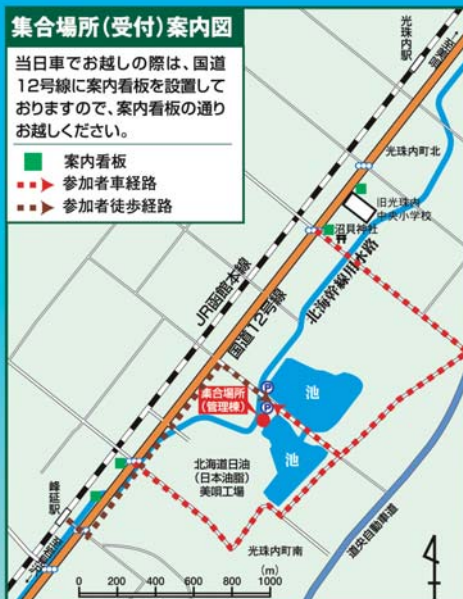 集合場所(受付)案内図
当日車でお越しの際は、国道
12号線に案内看板を設置して
おりますので、案内看板の通り
お越しください。
案内看板
参加者車経路
参加者徒歩経路
光珠内駅
光珠内町北
旧光珠内
中央小学校
沼貝神社
北海幹線用水路
JR函館本線
国道12号線
P
P
集合場所
(管理棟)
池
池
北海道日油
(日本油脂)
美唄工場
峰延駅
光珠内町南
道央自動車道
(m)
0 200 400 600 800 1000
4